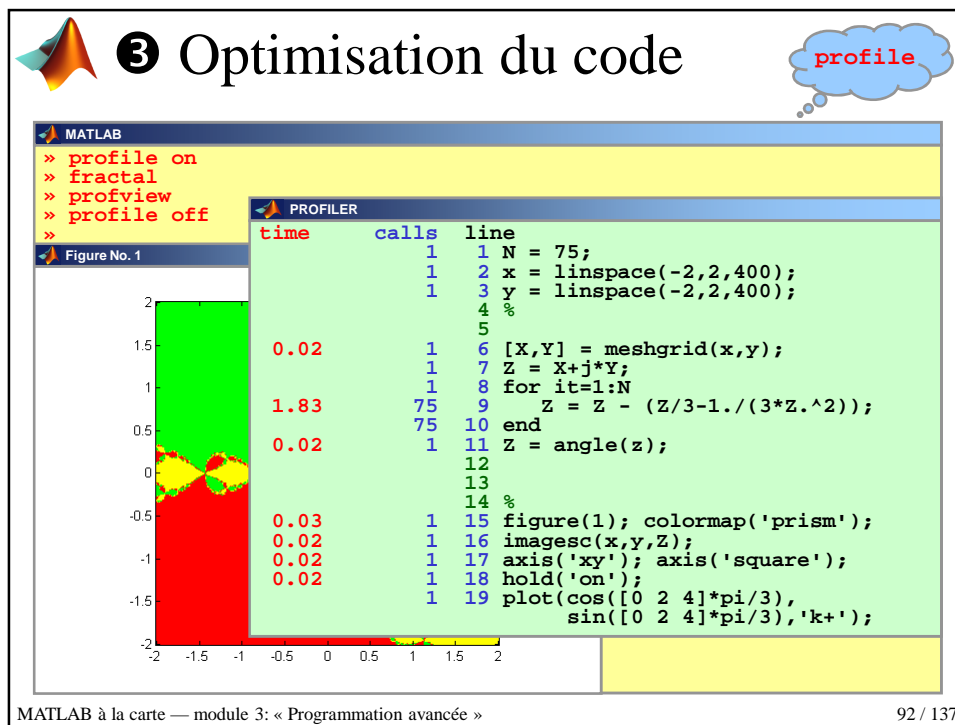 ❸ Optimisation du code
profile
MATLAB
» profile on
» fractal
» profview
» profile off
»
PROFILER
time calls line
1 1 N = 75;
1 2 x = linspace(-2,2,400);
1 3 y = linspace(-2,2,400);
4 %
5
0.02 1 6 [X,Y] = meshgrid(x,y);
1 7 Z = X+j*Y;
1 8 for it=1:N
1.83 75 9 Z = Z - (Z/3-1./(3*Z.^2));
75 10 end
0.02 1 11 Z = angle(z);
12
13
14 %
0.03 1 15 figure(1); colormap('prism');
0.02 1 16 imagesc(x,y,Z);
0.02 1 17 axis('xy'); axis('square');
0.02 1 18 hold('on');
1 19 plot(cos([0 2 4]*pi/3),
sin([0 2 4]*pi/3),'k+');
Figure No. 1
2
1.5
1
0.5
0
-0.5
-1
-1.5
-2
-2 -1.5 -1 -0.5 0 0.5 1 1.5 2
MATLAB à la carte — module 3: « Programmation avancée » 92 / 137